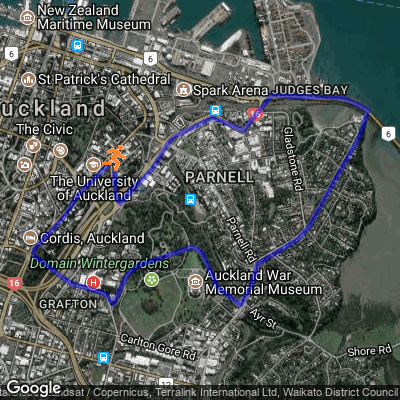 New Zealand
Maritime Museum
6
St Patrick's Cathedral
Spark Arena
JUDGES BAY
uckland
16
The Civic
6
Gladstone Rd
The University
of Auckland
PARNELL
Parnell Rd
Cordis, Auckland
Domain Wintergardens
16
H
Auckland War
Memorial Museum
GRAFTON
Ayr St
Carlton Gore Rd
Shore Rd
12
Google
dsat / Copernicus, Terralink International Ltd, Waikato District Council